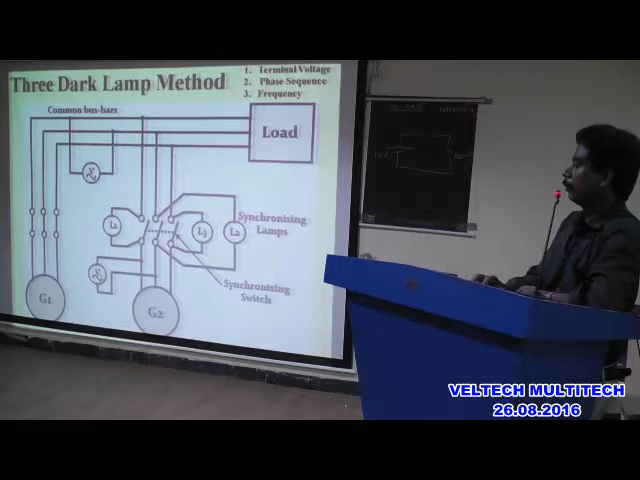 Three Dark Lamp Method
1. Terminal Voltage
2. Phase Sequence
3. Frequency
Common bus-bars
Load
V
L1
L3
L2
Synchronising
Lamps
V
Synchronising
Switch
G1
G2
VELTECH MULTITECH
26.08.2016